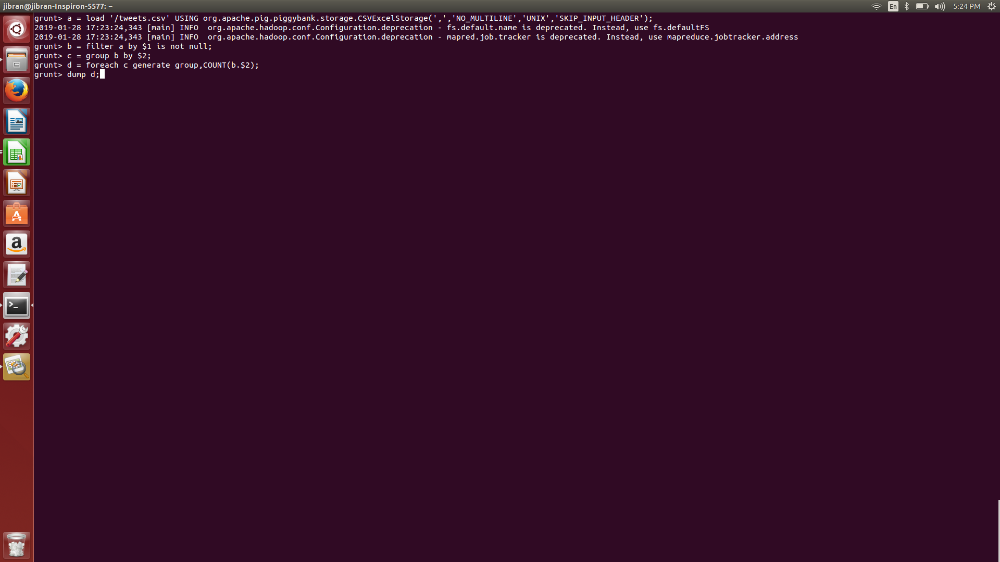 jibran@jibran-Inspiron-5577: ~
En
5:24 PM
grunt> a = load '/tweets.csv' USING org.apache.pig.piggybank.storage.CSVExcelStorage(',','NO_MULTILINE','UNIX','SKIP_INPUT_HEADER');
2019-01-28 17:23:24,343 [main] INFO  org.apache.hadoop.conf.Configuration.deprecation - fs.default.name is deprecated. Instead, use fs.defaultFS
2019-01-28 17:23:24,343 [main] INFO  org.apache.hadoop.conf.Configuration.deprecation - mapred.job.tracker is deprecated. Instead, use mapreduce.jobtracker.address
grunt> b = filter a by $1 is not null;
grunt> c = group b by $2;
grunt> d = foreach c generate group,COUNT(b.$2);
grunt> dump d;